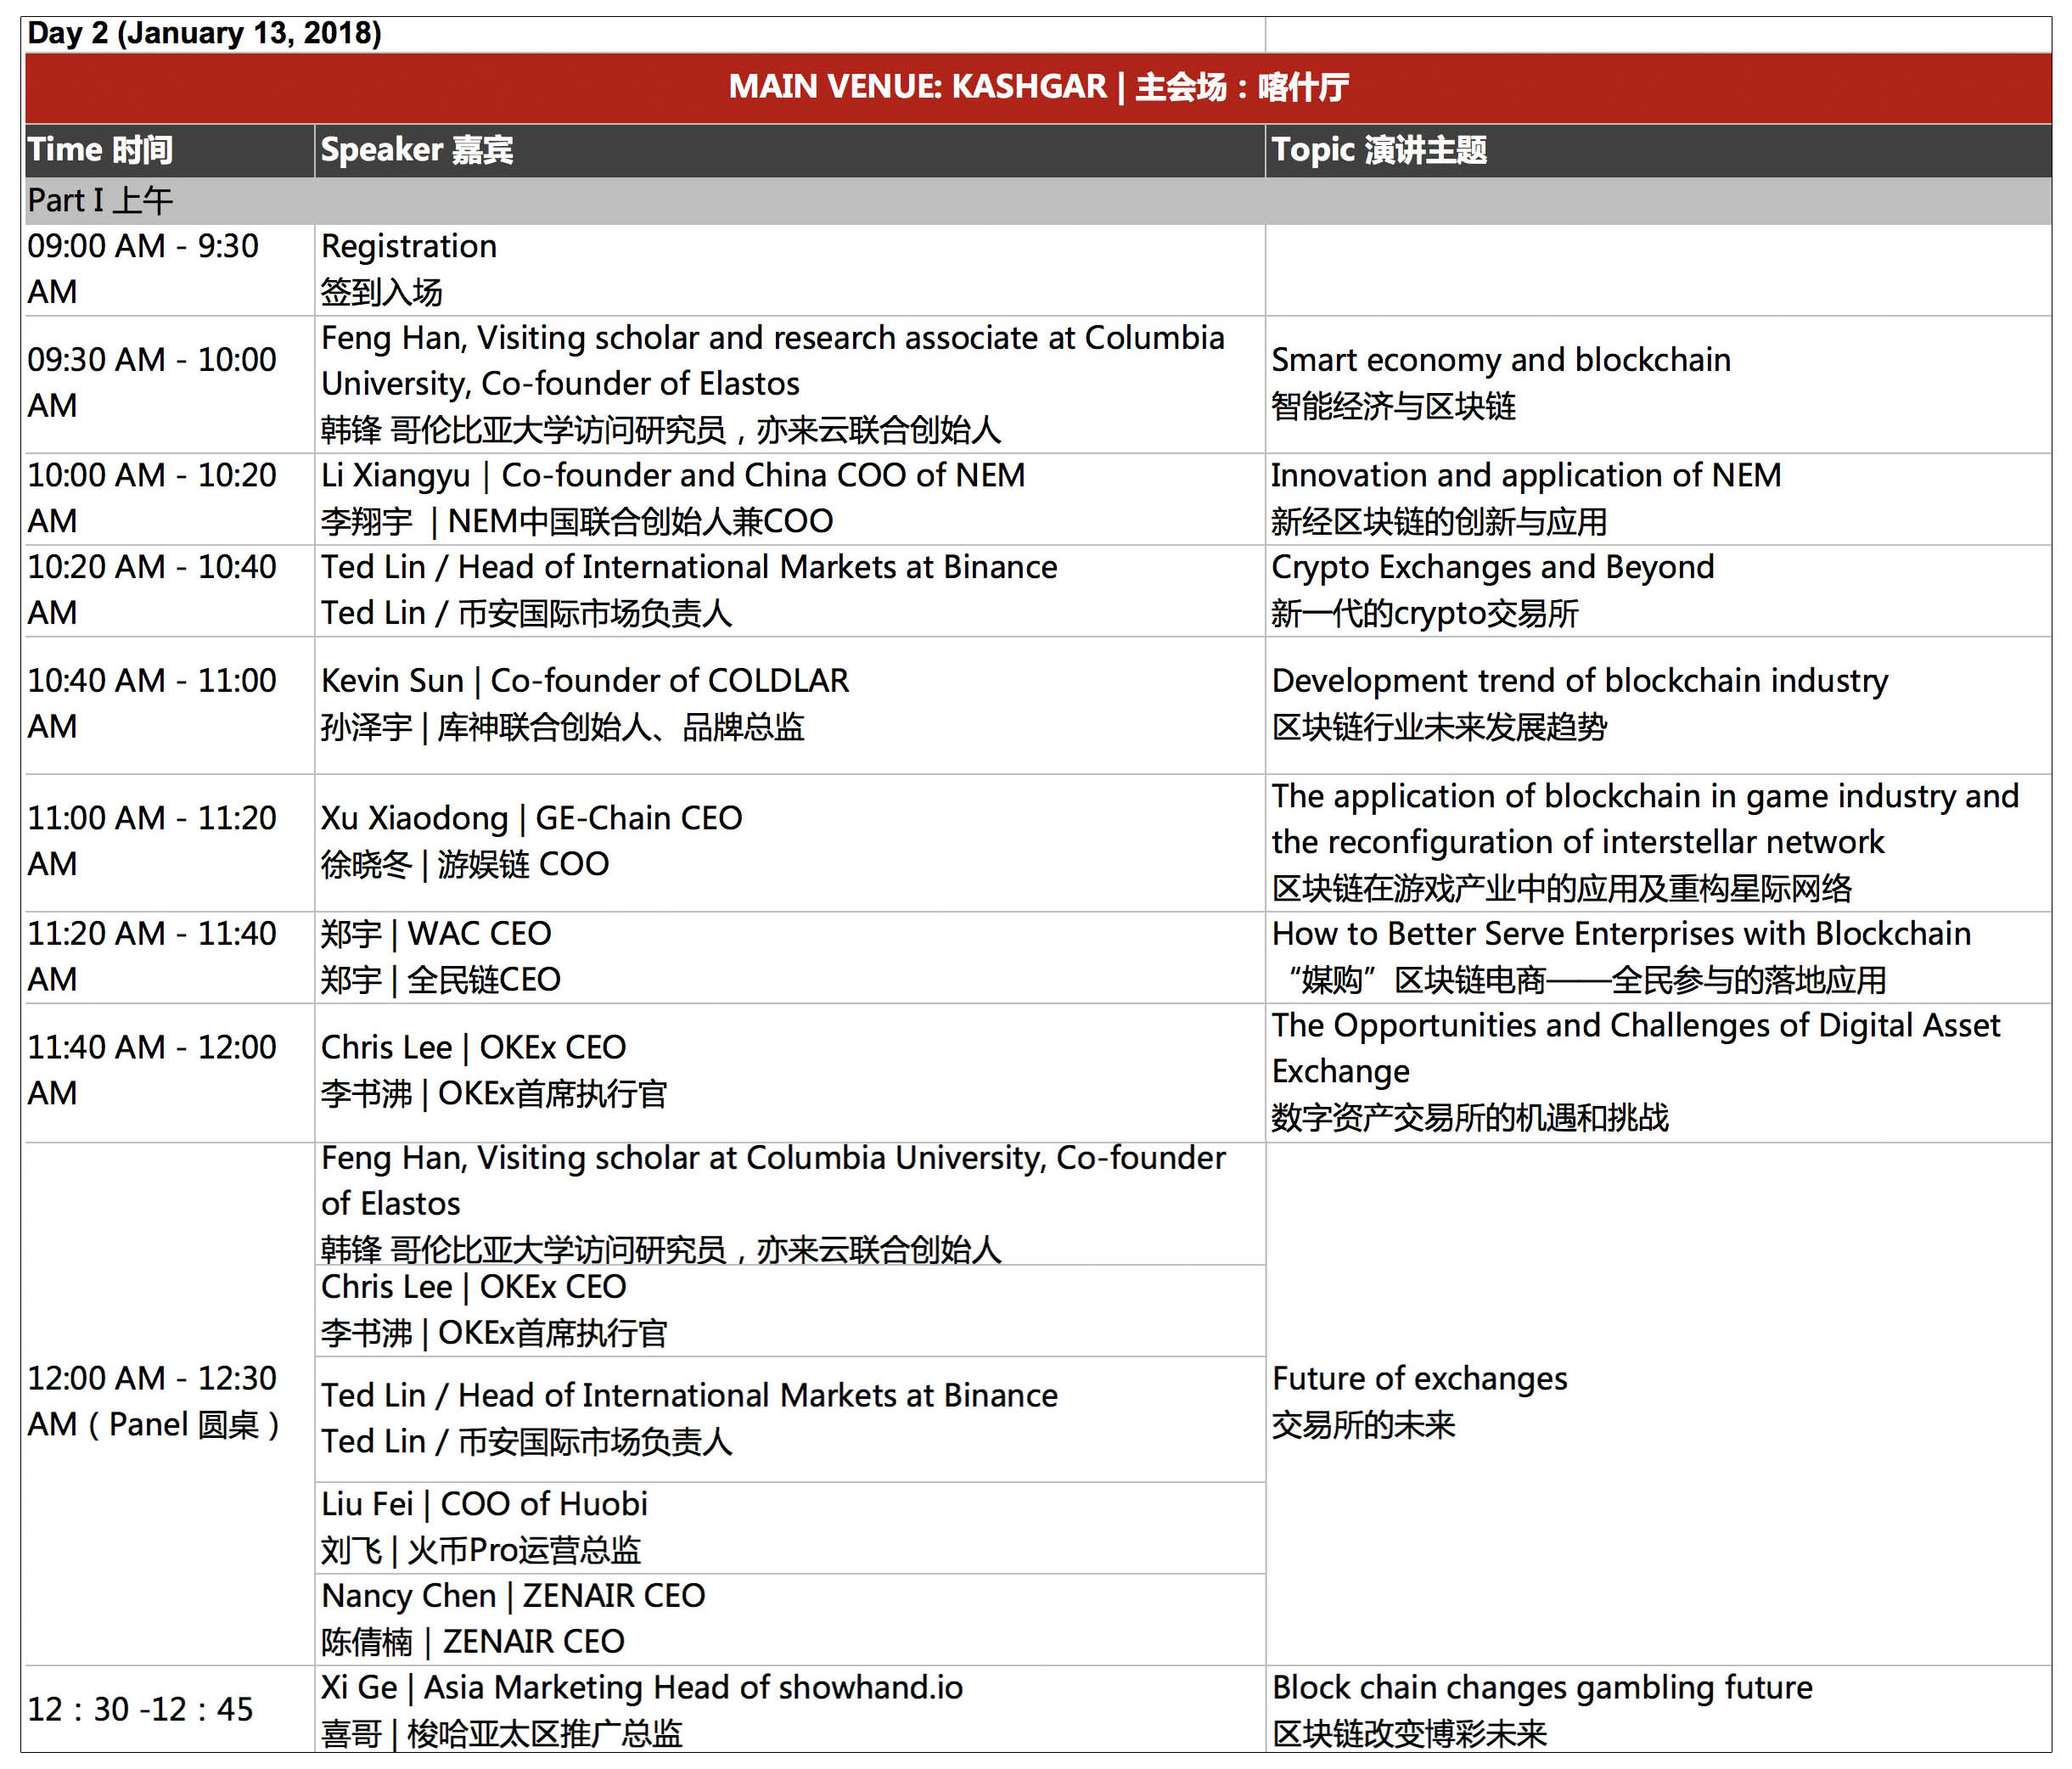 Day 2 (January 13, 2018)
MAIN VENUE: KASHGAR | 主会场：喀什厅
Time 时间
Speaker 嘉宾
Topic 演讲主题
Part I 上午
09:00 AM - 9:30
AM
Registration
签到入场
09:30 AM - 10:00
AM
Feng Han, Visiting scholar and research associate at Columbia
University, Co-founder of Elastos
韩锋 哥伦比亚大学访问研究员，亦来云联合创始人
Smart economy and blockchain
智能经济与区块链
10:00 AM - 10:20
AM
Li Xiangyu | Co-founder and China COO of NEM
李翔宇 | NEM中国联合创始人兼COO
Innovation and application of NEM
新经区块链的创新与应用
10:20 AM - 10:40
AM
Ted Lin / Head of International Markets at Binance
Ted Lin / 币安国际市场负责人
Crypto Exchanges and Beyond
新一代的crypto交易所
10:40 AM - 11:00
AM
Kevin Sun | Co-founder of COLDLAR
孙泽宇 | 库神联合创始人、品牌总监
Development trend of blockchain industry
区块链行业未来发展趋势
11:00 AM - 11:20
AM
Xu Xiaodong | GE-Chain CEO
徐晓冬 | 游娱链 COO
The application of blockchain in game industry and
the reconfiguration of interstellar network
区块链在游戏产业中的应用及重构星际网络
11:20 AM - 11:40
AM
郑宇 | WAC CEO
郑宇 | 全民链CEO
How to Better Serve Enterprises with Blockchain
“媒购”区块链电商——全民参与的落地应用
11:40 AM - 12:00
AM
Chris Lee | OKEx CEO
李书沸 | OKEx首席执行官
The Opportunities and Challenges of Digital Asset
Exchange
数字资产交易所的机遇和挑战
12:00 AM - 12:30
AM（Panel 圆桌）
Feng Han, Visiting scholar at Columbia University, Co-founder
of Elastos
韩锋 哥伦比亚大学访问研究员，亦来云联合创始人
Chris Lee | OKEx CEO
李书沸 | OKEx首席执行官
Ted Lin / Head of International Markets at Binance
Ted Lin / 币安国际市场负责人
Liu Fei | COO of Huobi
刘飞 | 火币Pro运营总监
Nancy Chen | ZENAIR CEO
陈倩楠 | ZENAIR CEO
Future of exchanges
交易所的未来
12：30 -12：45
Xi Ge | Asia Marketing Head of showhand.io
喜哥 | 梭哈亚太区推广总监
Block chain changes gambling future
区块链改变博彩未来